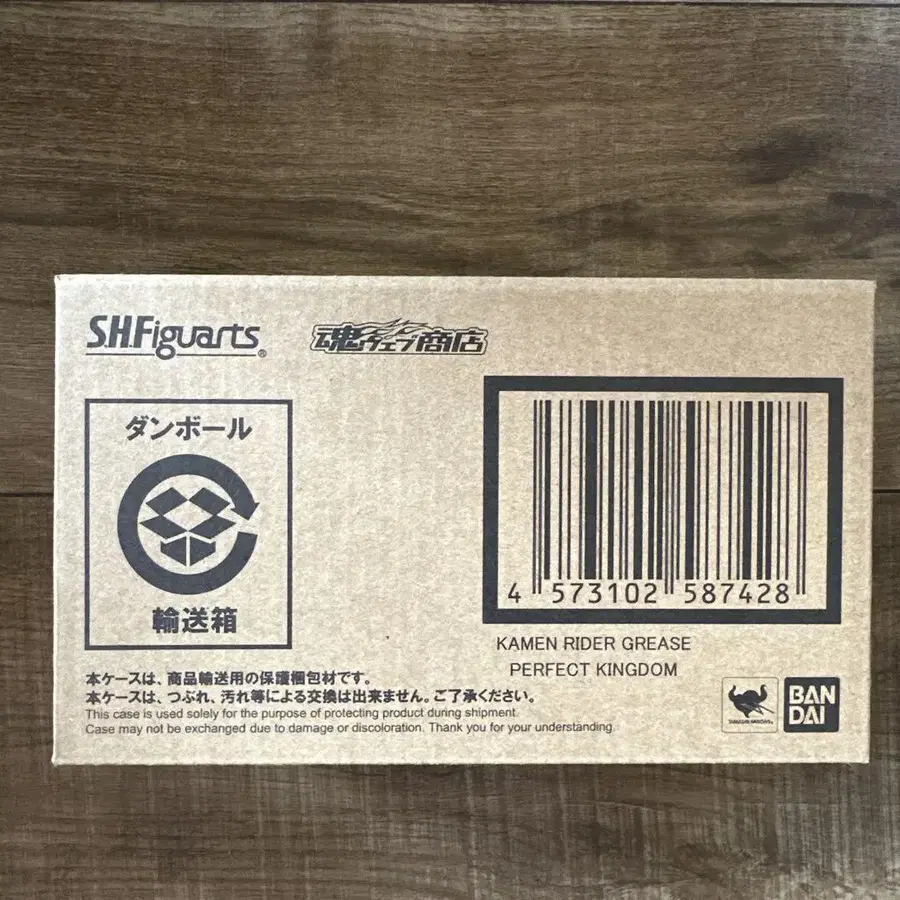 S.H.Figuarts®
魂ウェブ商店
ダンボール
輸送箱
4 573102 587428
KAMEN RIDER GREASE
PERFECT KINGDOM
本ケースは、商品輸送用の保護梱包材です。
本ケースは、つぶれ、汚れ等による交換は出来ません。ご了承ください。
This case is used solely for the purpose of protecting product during shipment.
Case may not be exchanged due to damage or discoloration. Thank you for your understanding.
TAMASHII NATIONS
BAN
DAI